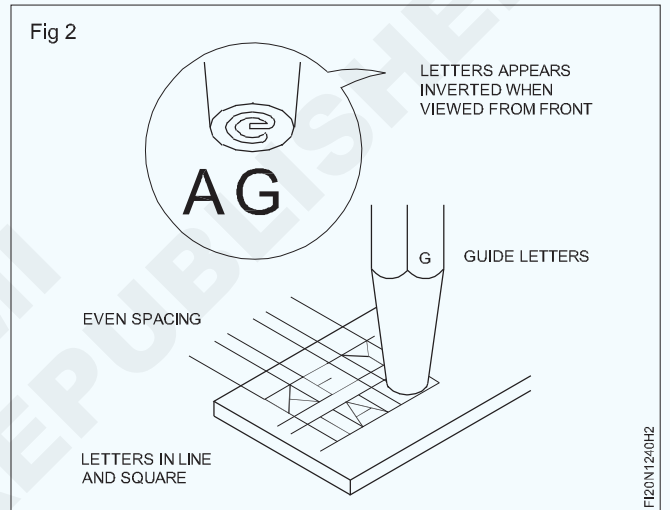 Fig 2
LETTERS APPEARS
INVERTED WHEN
VIEWED FROM FRONT
AG
G
GUIDE LETTERS
EVEN SPACING
LETTERS IN LINE
AND SQUARE
FI20N1240H2